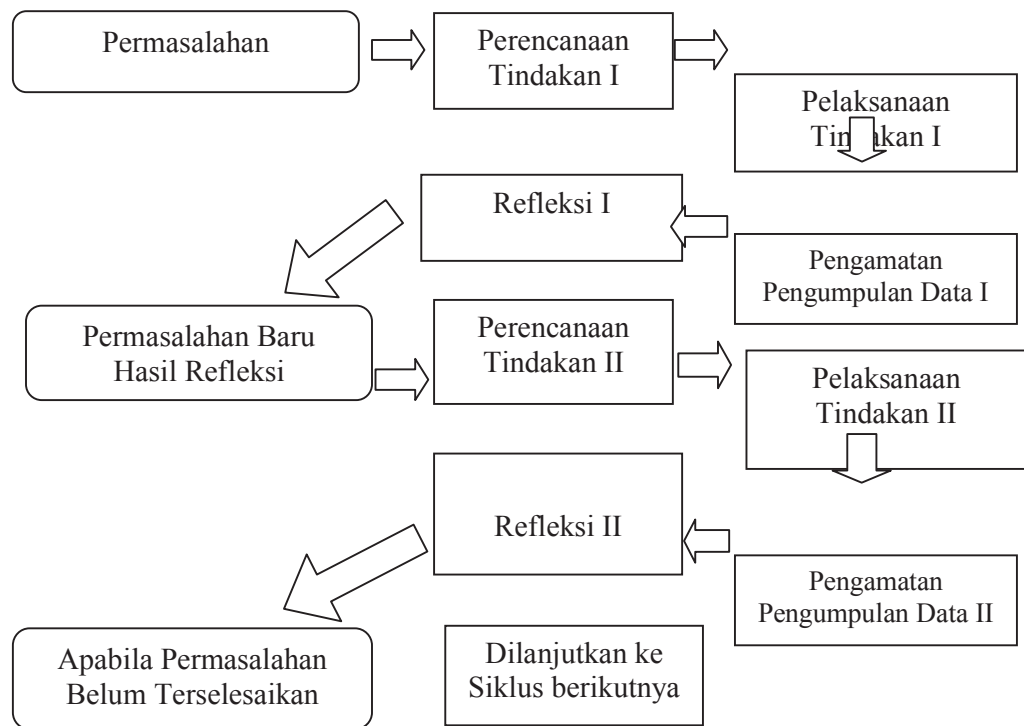 Permasalahan
Perencanaan
Tindakan I
Pelaksanaan
Tindakan I
Refleksi I
Pengamatan
Pengumpulan Data I
Permasalahan Baru
Hasil Refleksi
Perencanaan
Tindakan II
Pelaksanaan
Tindakan II
Refleksi II
Pengamatan
Pengumpulan Data II
Apabila Permasalahan
Belum Terselesaikan
Dilanjutkan ke
Siklus berikutnya